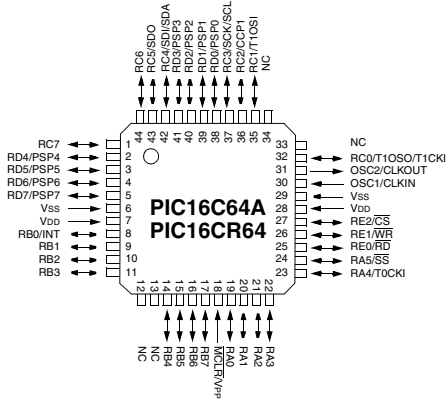 RC6
RC5/SDO
RC4/SDI/SDA
RD3/PSP3
RD2/PSP2
RD1/PSP1
RD0/PSP0
RC3/SCK/SCL
RC2/CCP1
RC1/T1OSI
NC
44
43
42
41
40
39
38
37
36
35
34
RC7 1
RD4/PSP4 2
RD5/PSP5 3
RD6/PSP6 4
RD7/PSP7 5
VSS 6
VDD 7
RB0/INT 8
RB1 9
RB2 10
RB3 11
PIC16C64A
PIC16CR64
33 NC
32 RC0/T1OSO/T1CKI
31 OSC2/CLKOUT
30 OSC1/CLKIN
29 VSS
28 VDD
27 RE2/CS
26 RE1/WR
25 RE0/RD
24 RA5/SS
23 RA4/T0CKI
12
13
14
15
16
17
18
19
20
21
22
NC
NC
RB4
RB5
RB6
RB7
MCLR/VPP
RA0
RA1
RA2
RA3